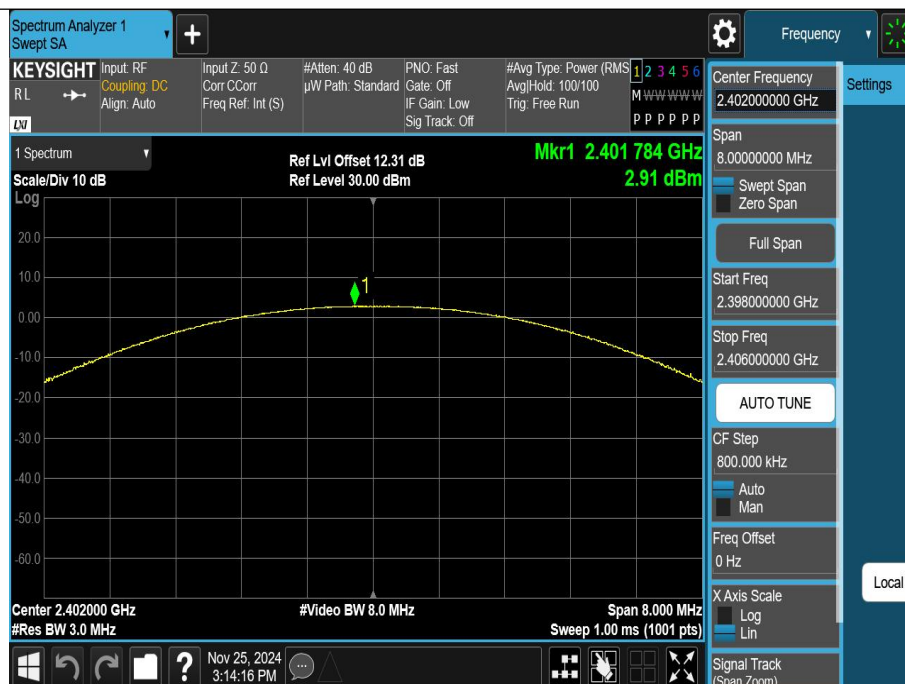 Spectrum Analyzer 1
Swept SA
Frequency
KEYSIGHT
RL
LXI
Input: RF
Coupling: DC
Align: Auto
Input Z: 50 Ω
Corr CCorr
Freq Ref: Int (S)
#Atten: 40 dB
µW Path: Standard
PNO: Fast
Gate: Off
IF Gain: Low
Sig Track: Off
#Avg Type: Power (RMS
Avg|Hold: 100/100
Trig: Free Run
1 2 3 4 5 6
M W W W W W
P P P P P P
Center Frequency
2.402000000 GHz
Settings
1 Spectrum
Scale/Div 10 dB
Log
Ref Lvl Offset 12.31 dB
Ref Level 30.00 dBm
Mkr1 2.401 784 GHz
2.91 dBm
Span
8.00000000 MHz
Swept Span
Zero Span
Full Span
Start Freq
2.398000000 GHz
Stop Freq
2.406000000 GHz
AUTO TUNE
CF Step
800.000 kHz
Auto
Man
Freq Offset
0 Hz
X Axis Scale
Log
Lin
Signal Track
(Span Zoom)
Local
20.0
10.0
1
0.00
-10.0
-20.0
-30.0
-40.0
-50.0
-60.0
Center 2.402000 GHz
#Video BW 8.0 MHz
Span 8.000 MHz
#Res BW 3.0 MHz
Sweep 1.00 ms (1001 pts)
?
Nov 25, 2024
3:14:16 PM